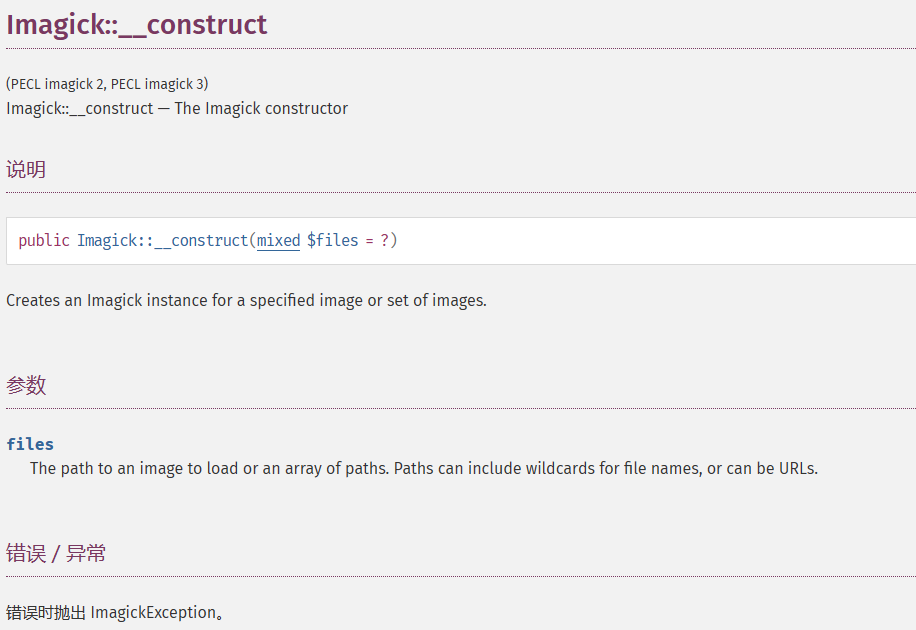 Imagick::__construct
(PECL imagick 2, PECL imagick 3)
Imagick::__construct — The Imagick constructor
说明
public Imagick::__construct(mixed $files = ?)
Creates an Imagick instance for a specified image or set of images.
参数
files
The path to an image to load or an array of paths. Paths can include wildcards for file names, or can be URLs.
错误 / 异常
错误时抛出 ImagickException。